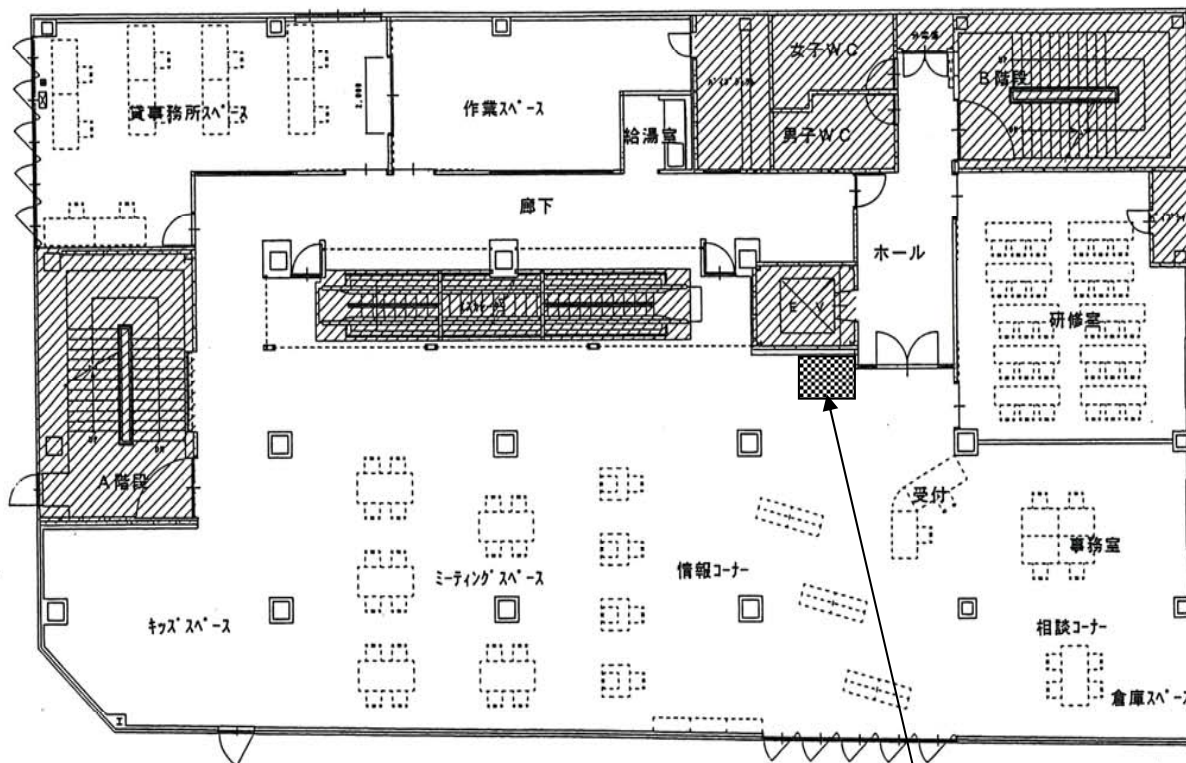 女子WC
B階段
貸事務所スペース
2,000
作業スペース
給湯室
男子WC
廊下
ホール
EV
研修室
A階段
受付
事務室
ミーティングスペース
情報コーナー
キッズスペース
相談コーナー
倉庫スペース